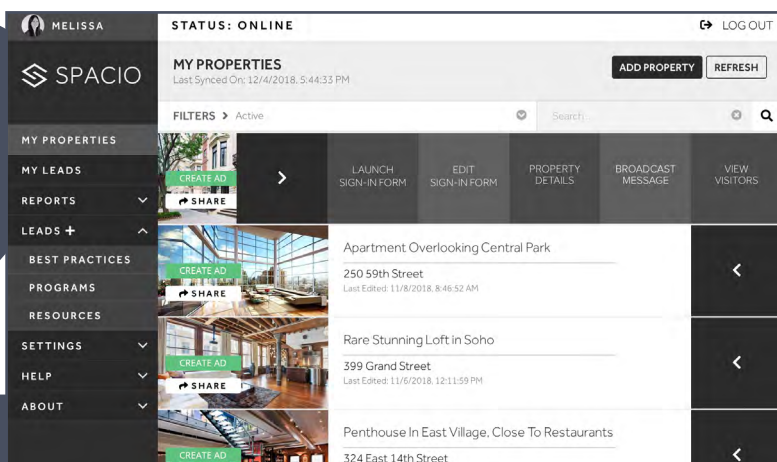 MELISSA
STATUS: ONLINE
LOG OUT
SPACIO
MY PROPERTIES
Last Synced On: 12/4/2018, 5:44:33 PM
ADD PROPERTY
REFRESH
FILTERS > Active
Search
MY PROPERTIES
MY LEADS
REPORTS
LEADS +
BEST PRACTICES
PROGRAMS
RESOURCES
SETTINGS
HELP
ABOUT
CREATE AD
SHARE
LAUNCH
SIGN-IN FORM
EDIT
SIGN-IN FORM
PROPERTY
DETAILS
BROADCAST
MESSAGE
VIEW
VISITORS
CREATE AD
SHARE
Apartment Overlooking Central Park
250 59th Street
Last Edited: 11/8/2018, 8:46:52 AM
CREATE AD
SHARE
Rare Stunning Loft in Soho
399 Grand Street
Last Edited: 11/6/2018, 12:11:59 PM
CREATE AD
Penthouse In East Village, Close To Restaurants
324 East 14th Street